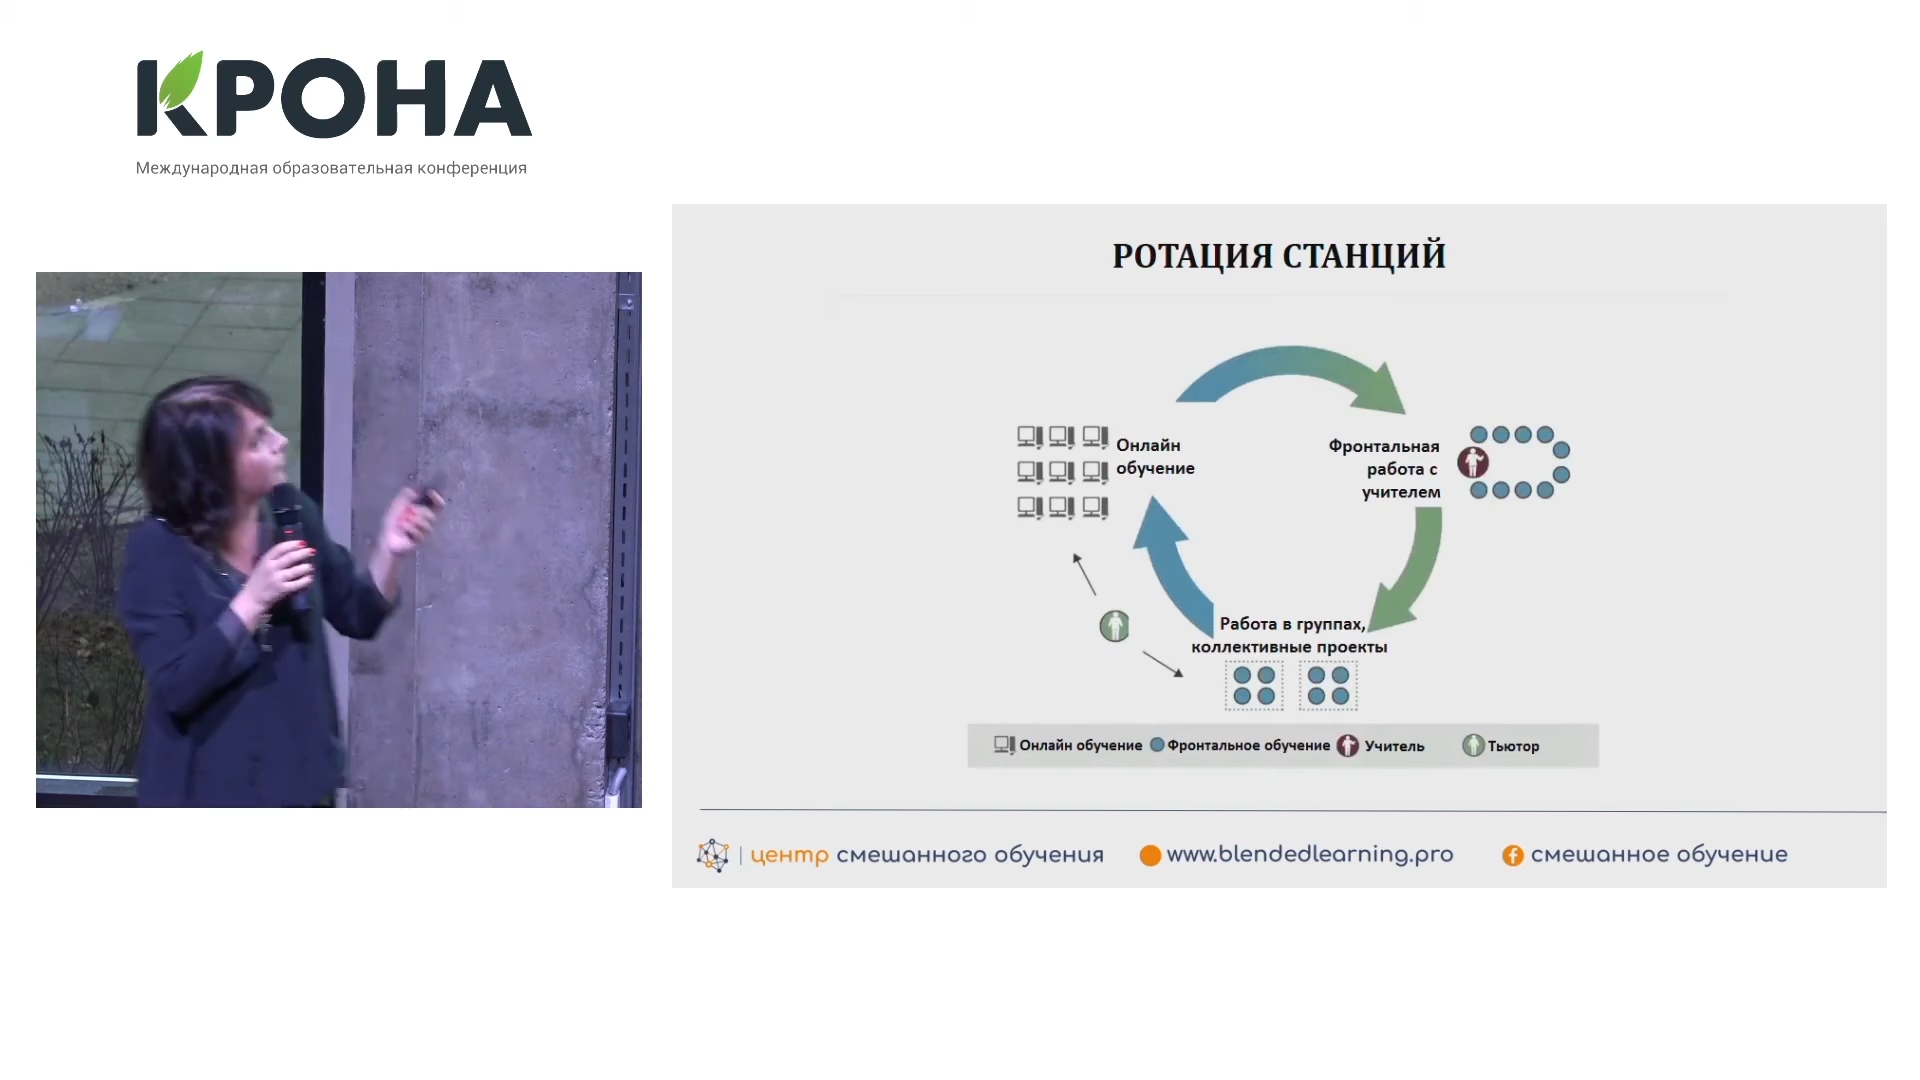 КРОНА
Международная образовательная конференция
РОТАЦИЯ СТАНЦИЙ
Онлайн
обучение
Фронтальная
работа с
учителем
Работа в группах,
коллективные проекты
Онлайн обучение Фронтальное обучение Учитель Тьютор
центр смешанного обучения www.blendedlearning.pro смешанное обучение